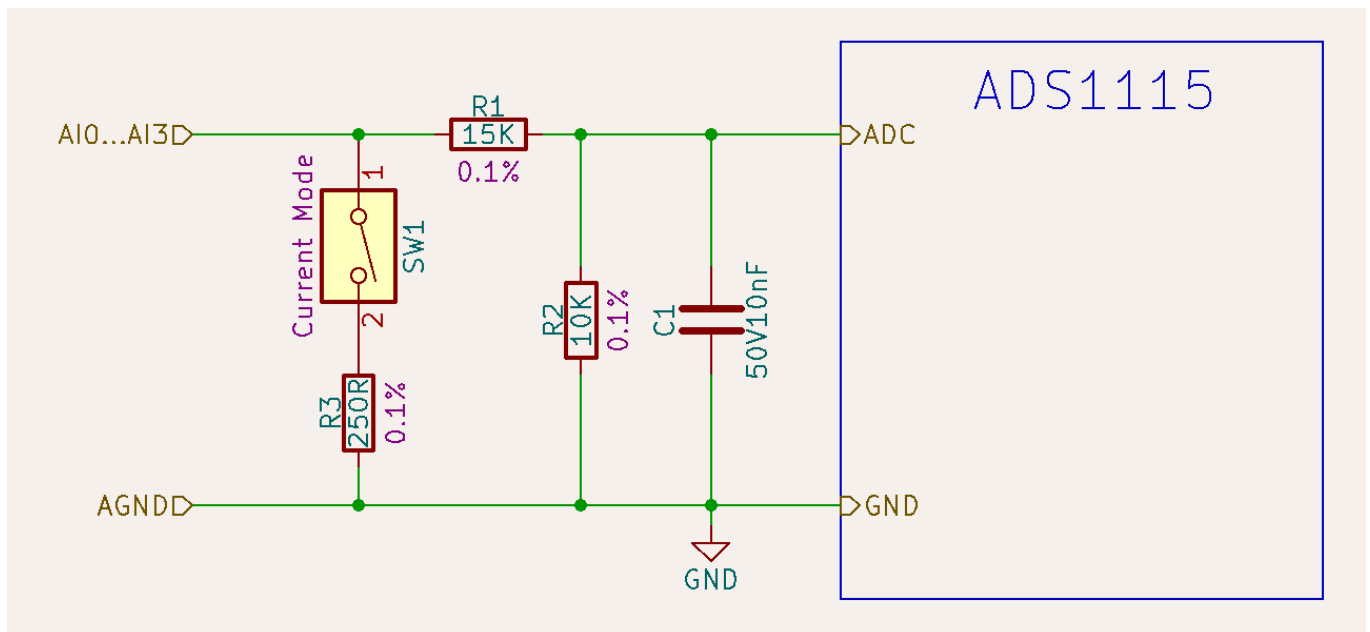 ADS1115
AI0...AI3
R1
15K
0.1%
ADC
Current Mode
1
SW1
2
R2
10K
0.1%
C1
50V10nF
R3
250R
0.1%
AGND
GND
GND